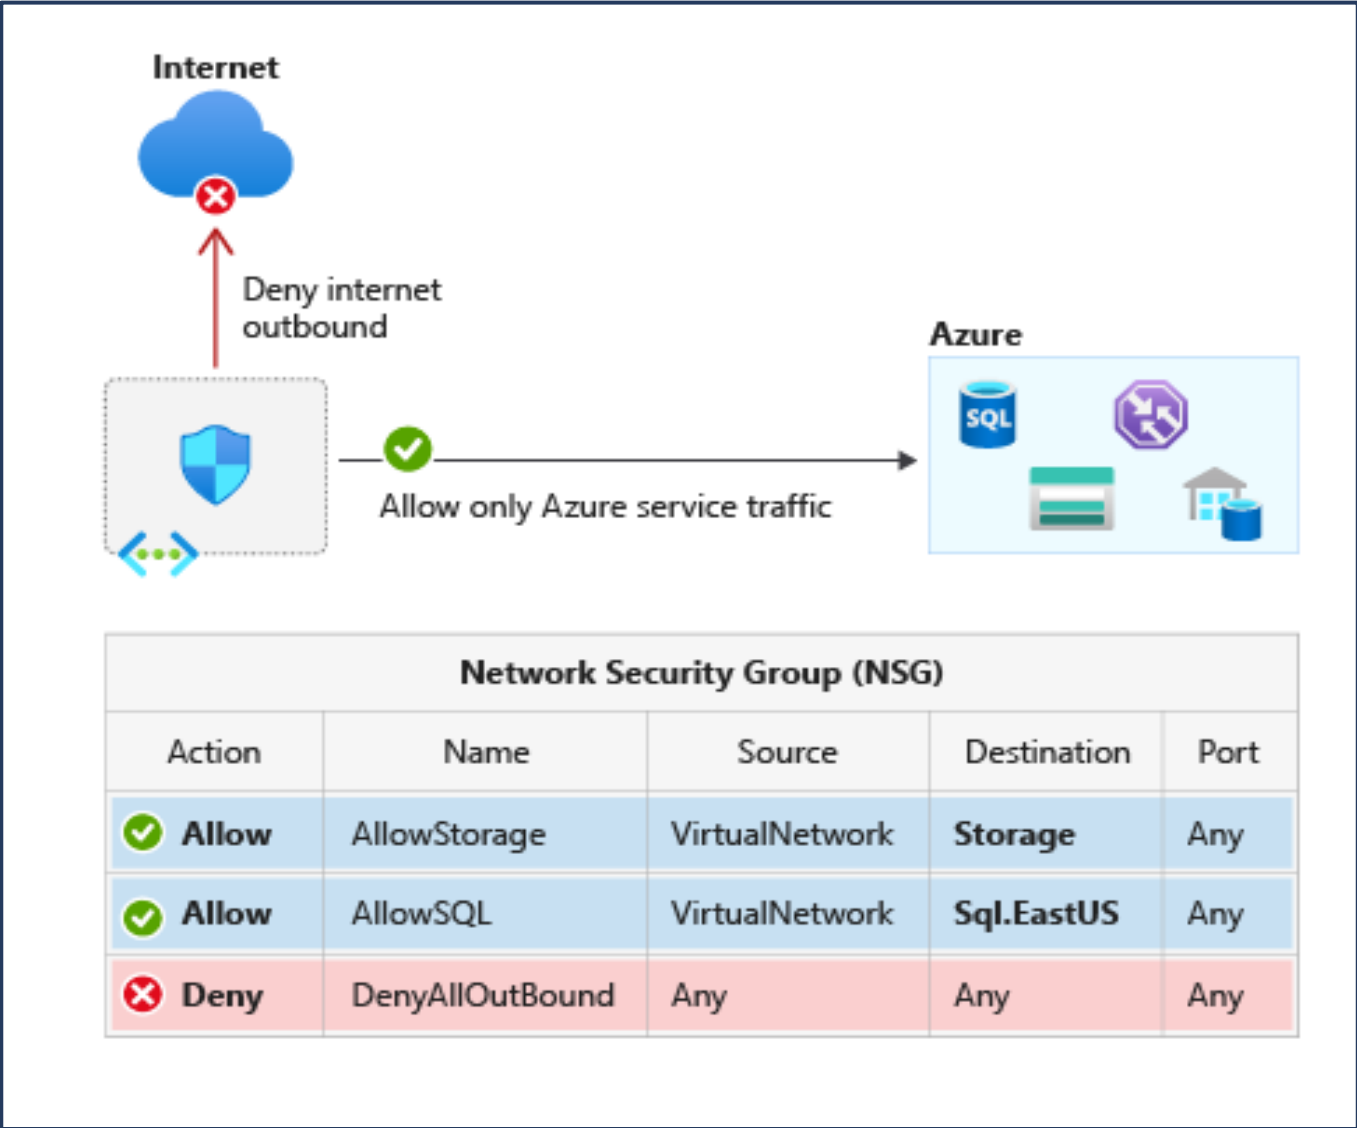 Internet
Deny internet
outbound
Azure
SQL
Allow only Azure service traffic
Network Security Group (NSG)
Action Name Source Destination Port
Allow AllowStorage VirtualNetwork Storage Any
Allow AllowSQL VirtualNetwork Sql.EastUS Any
Deny DenyAllOutBound Any Any Any